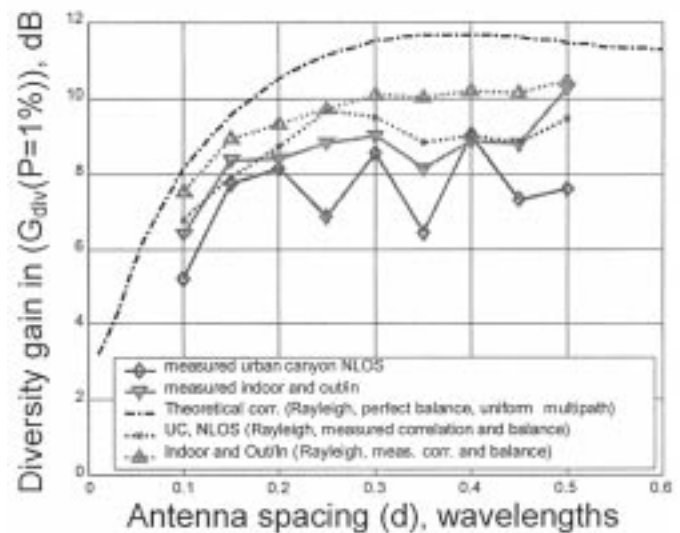 Diversity gain in (Gdiv(P=1%)), dB
12
10
8
6
4
2
0
measured urban canyon NLOS
measured indoor and out/in
Theoretical corr. (Rayleigh, perfect balance, uniform multipath)
UC, NLOS (Rayleigh, measured correlation and balance)
Indoor and Out/In (Rayleigh, meas. corr. and balance)
0 0.1 0.2 0.3 0.4 0.5 0.6
Antenna spacing (d), wavelengths